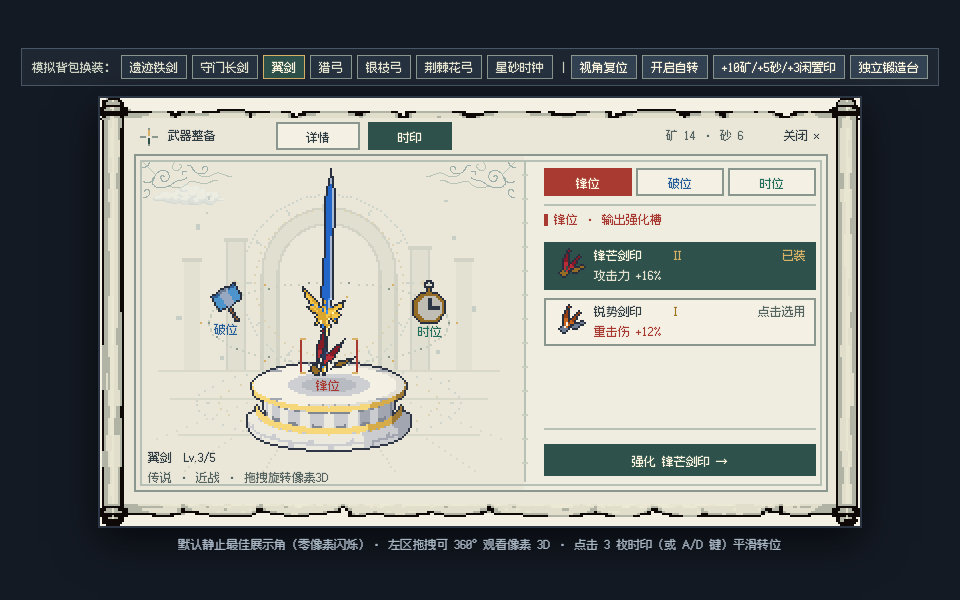 模拟背包换装： 遗迹铁剑 守门长剑 翼剑 猎弓 银枝弓 荆棘花弓 星砂时钟 | 视角复位 开启自转 +10矿/+5砂/+3闲置印 独立锻造台
武器整备 详情 时印 矿 14 · 砂 6 关闭 ×
锋位 破位 时位
锋位 · 输出强化槽
锋芒剑印 II 已装
攻击力 +16%
锐势剑印 I 点击选用
重击伤 +12%
破位
时位
锋位
翼剑 Lv.3/5
传说 · 近战 · 拖拽旋转像素3D
强化 锋芒剑印 →
默认静止最佳展示角（零像素闪烁）· 左区拖拽可 360° 观看像素 3D · 点击 3 枚时印（或 A/D 键）平滑转位